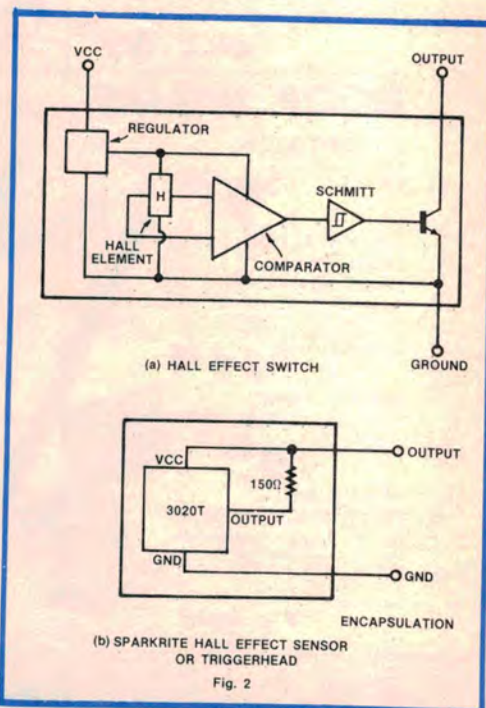 VCC
OUTPUT
REGULATOR
SCHMITT
H
HALL
ELEMENT
COMPARATOR
(a) HALL EFFECT SWITCH
GROUND
VCC
OUTPUT
150Ω
3020T
OUTPUT
GND
GND
ENCAPSULATION
(b) SPARKRITE HALL EFFECT SENSOR
OR TRIGGERHEAD
Fig. 2